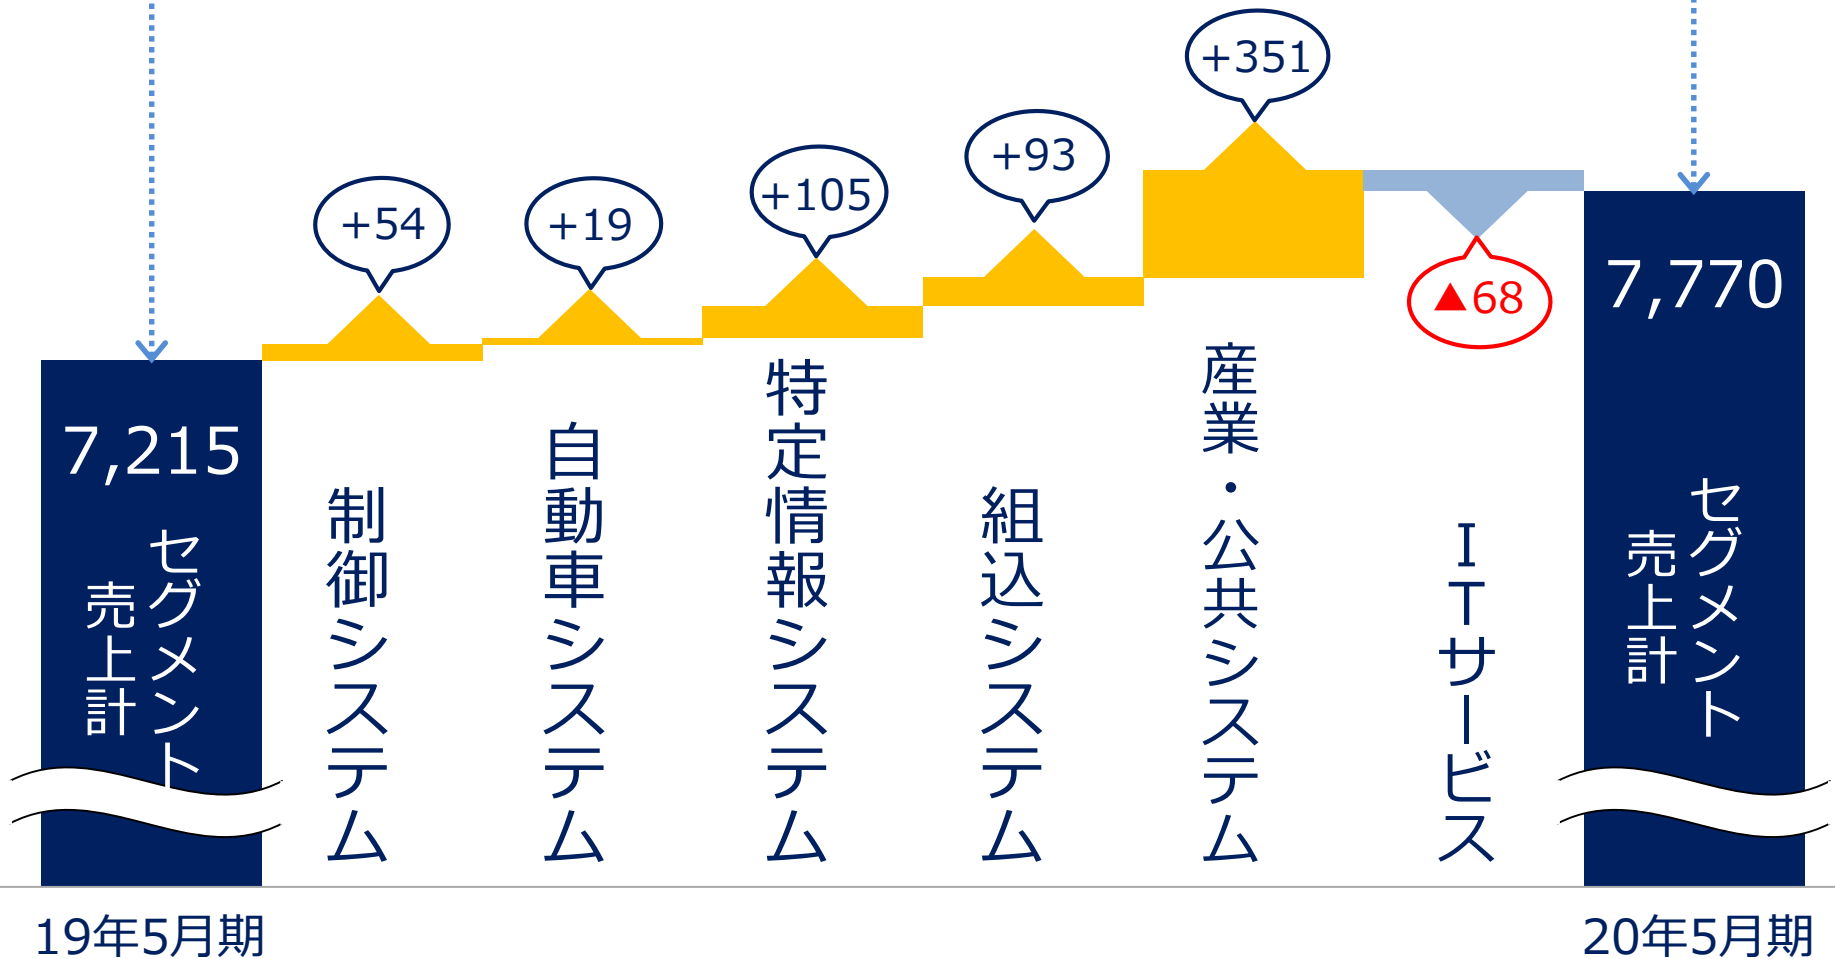 +54
+19
+105
+93
+351
▲68
7,215
セグメント
売上計
制御システム
自動車システム
特定情報システム
組込システム
産業・公共システム
ITサービス
7,770
セグメント
売上計
19年5月期
20年5月期